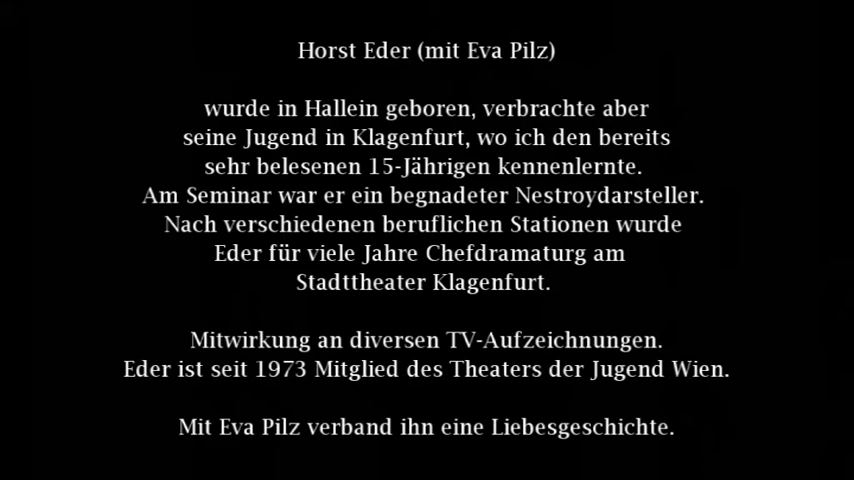 Horst Eder (mit Eva Pilz)
wurde in Hallein geboren, verbrachte aber
seine Jugend in Klagenfurt, wo ich den bereits
sehr belesenen 15-Jährigen kennenlernte.
Am Seminar war er ein begnadeter Nestroydarsteller.
Nach verschiedenen beruflichen Stationen wurde
Eder für viele Jahre Chefdramaturg am
Stadttheater Klagenfurt.
Mitwirkung an diversen TV-Aufzeichnungen.
Eder ist seit 1973 Mitglied des Theaters der Jugend Wien.
Mit Eva Pilz verband ihn eine Liebesgeschichte.